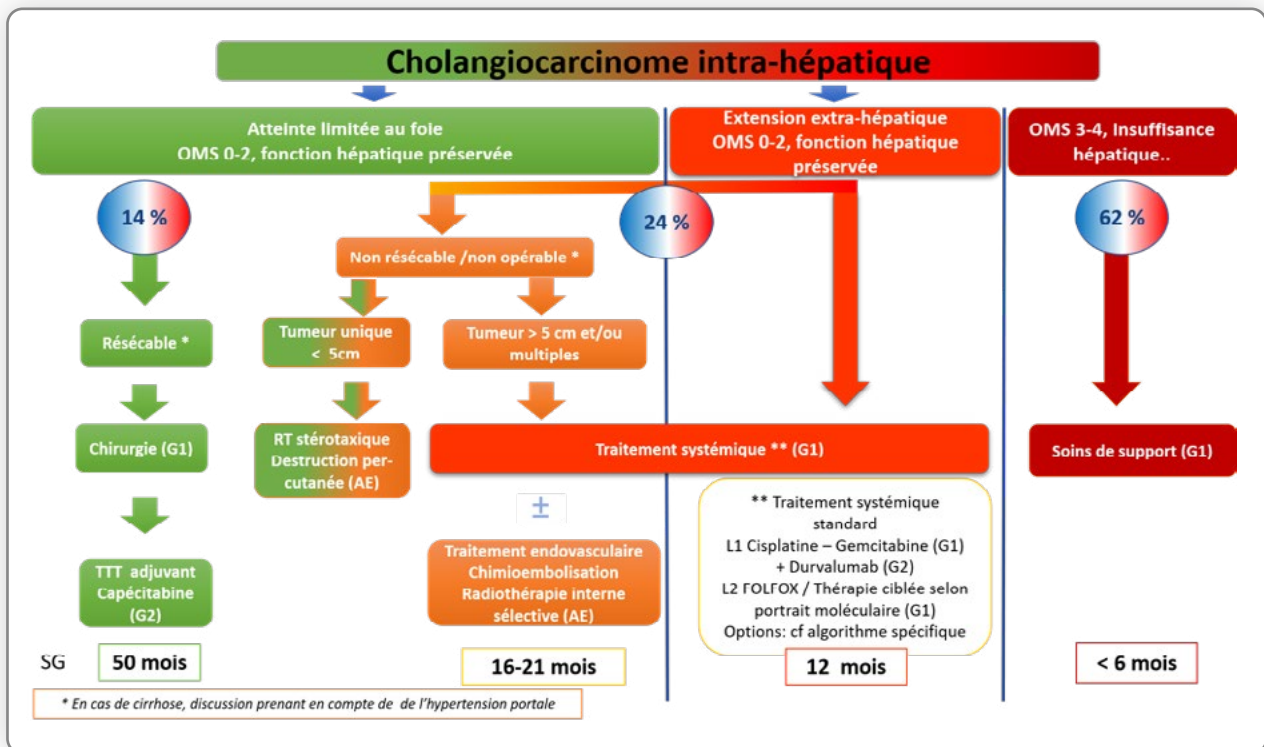 Cholangiocarcinome intra-hépatique
Atteinte limitée au foie
OMS 0-2, fonction hépatique préservée
Extension extra-hépatique
OMS 0-2, fonction hépatique
préservée
OMS 3-4, Insuffisance
hépatique..
14 %
24 %
62 %
Non résécable /non opérable *
Résécable *
Tumeur unique
< 5cm
Tumeur > 5 cm et/ou
multiples
Chirurgie (G1)
RT stérotaxique
Destruction per-
cutanée (AE)
Traitement systémique ** (G1)
Soins de support (G1)
±
TTT adjuvant
Capécitabine
(G2)
Traitement endovasculaire
Chimioembolisation
Radiothérapie interne
sélective (AE)
** Traitement systémique
standard
L1 Cisplatine – Gemcitabine (G1)
+ Durvalumab (G2)
L2 FOLFOX / Thérapie ciblée selon
portrait moléculaire (G1)
Options: cf algorithme spécifique
SG
50 mois
16-21 mois
12 mois
< 6 mois
* En cas de cirrhose, discussion prenant en compte de de l'hypertension portale